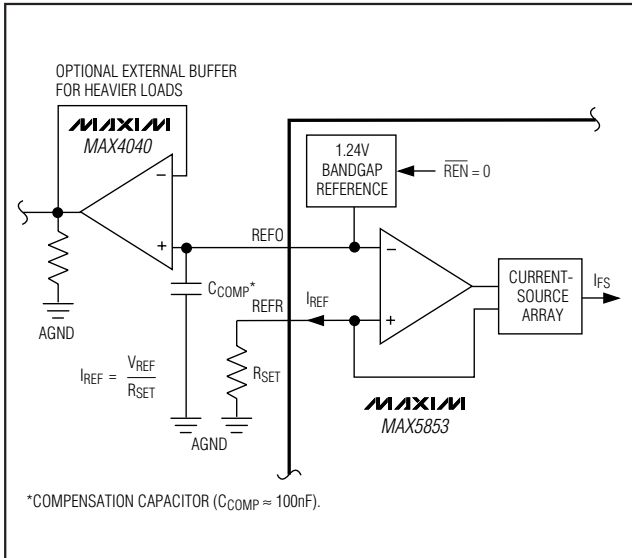 OPTIONAL EXTERNAL BUFFER
FOR HEAVIER LOADS
MAXIM
MAX4040
−
+
AGND
1.24V
BANDGAP
REFERENCE
REN = 0
REFO
−
+
CCOMP*
REFR
IREF
CURRENT-
SOURCE
ARRAY
IFS
IREF = VREF
RSET
RSET
AGND
MAXIM
MAX5853
*COMPENSATION CAPACITOR (CCOMP ≈ 100nF).